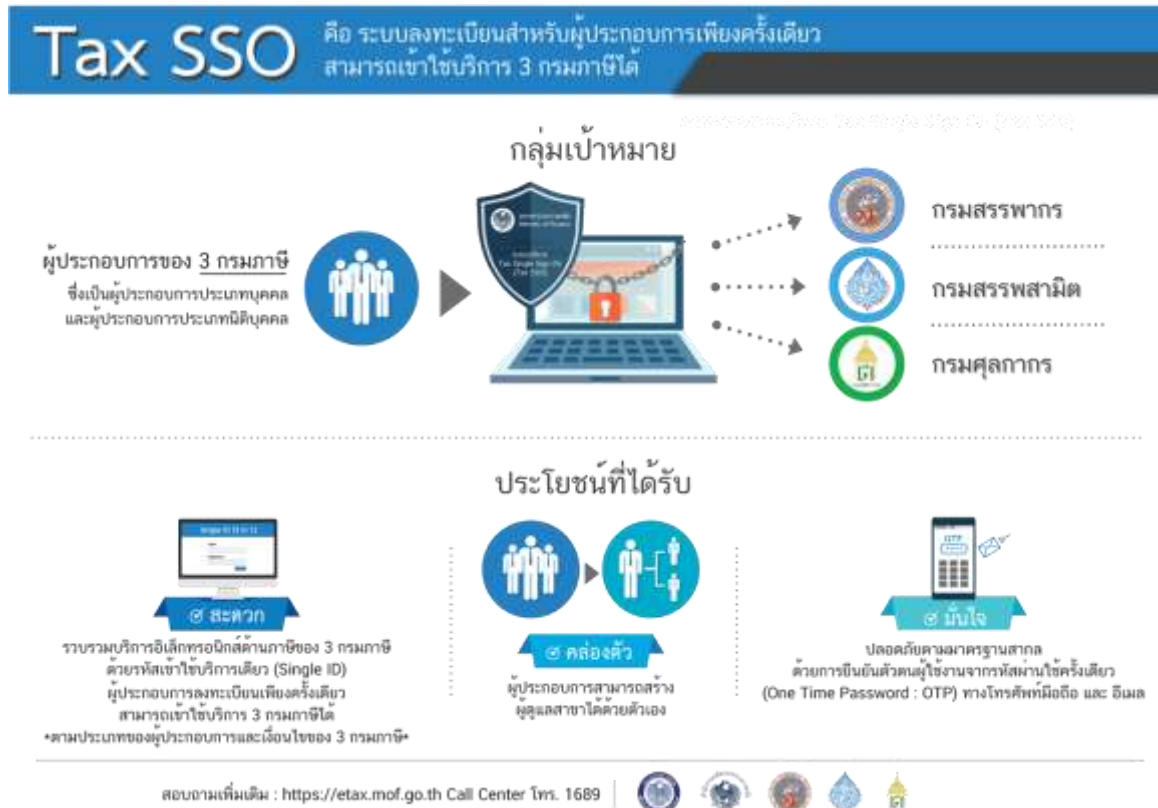 Tax SSO
คือ ระบบลงทะเบียนสำหรับผู้ประกอบการเพียงครั้งเดียว
สามารถเข้าใช้บริการ 3 กรมภาษีได้
กลุ่มเป้าหมาย
ผู้ประกอบการของ 3 กรมภาษี
ซึ่งเป็นผู้ประกอบการประเภทบุคคล
และผู้ประกอบการประเภทนิติบุคคล
Tax Single Sign On
(Tax SSO)
กรมสรรพากร
กรมสรรพสามิต
กรมศุลกากร
ประโยชน์ที่ได้รับ
สะดวก
รวบรวมบริการอิเล็กทรอนิกส์ด้านภาษีของ 3 กรมภาษี
ด้วยรหัสเข้าใช้บริการเดียว (Single ID)
ผู้ประกอบการลงทะเบียนเพียงครั้งเดียว
สามารถเข้าใช้บริการ 3 กรมภาษีได้
*ตามประเภทของผู้ประกอบการและเงื่อนไขของ 3 กรมภาษี*
คล่องตัว
ผู้ประกอบการสามารถสร้าง
ผู้ดูแลสาขาได้ด้วยตัวเอง
OTP
มั่นใจ
ปลอดภัยตามมาตรฐานสากล
ด้วยการยืนยันตัวตนผู้ใช้งานจากรหัสผ่านใช้ครั้งเดียว
(One Time Password : OTP) ทางโทรศัพท์มือถือ และ อีเมล
สอบถามเพิ่มเติม : https://etax.mof.go.th Call Center โทร. 1689